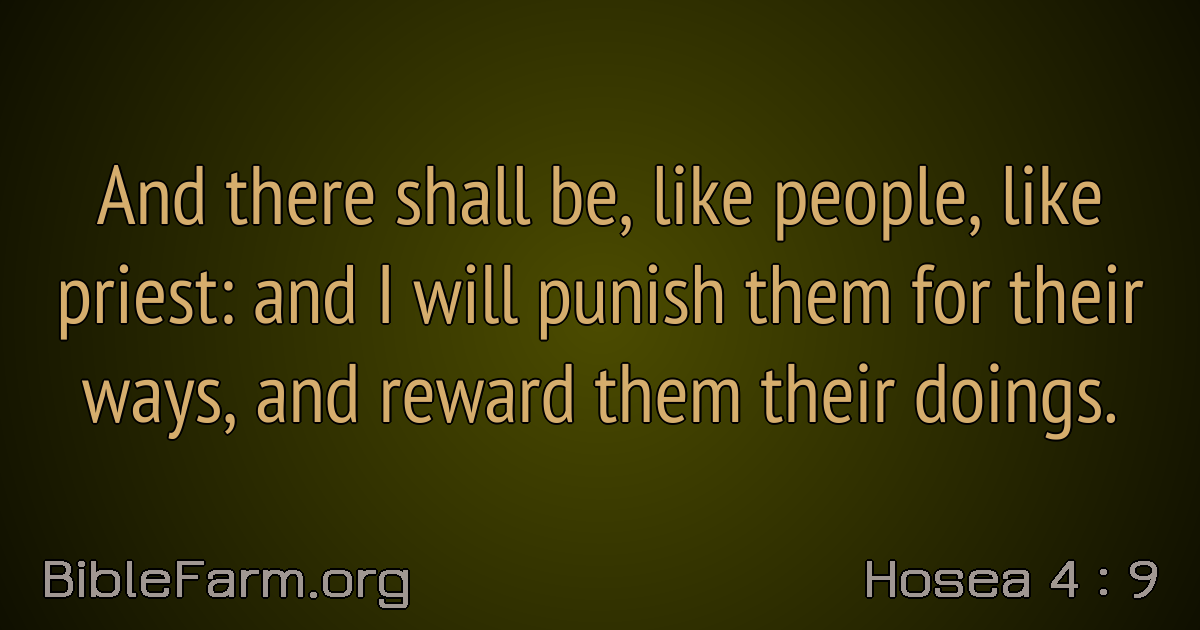 And there shall be, like people, like
priest: and I will punish them for their
ways, and reward them their doings.
BibleFarm.org
Hosea 4 : 9